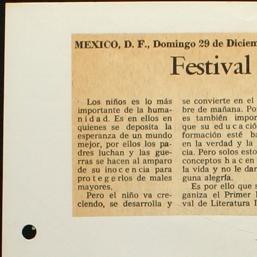 MEXICO, D. F., Domingo 29 de Diciem
Festival
Los niños es lo más
importante de la huma-
nidad. Es en ellos en
quienes se deposita la
esperanza de un mundo
mejor, por ellos los pa-
dres luchan y las gue-
rras se hacen al amparo
de su inocencia para
protegerlos de males
mayores.
Pero el niño va cre-
ciendo, se desarrolla y
se convierte en el
bre de mañana. Po
es también impor
que su educació
formación esté ba
en la verdad y la
cia. Pero solos esto
conceptos hacen
la vida y no le dar
guna alegría.
Es por ello que s
ganiza el Primer
val de Literatura I